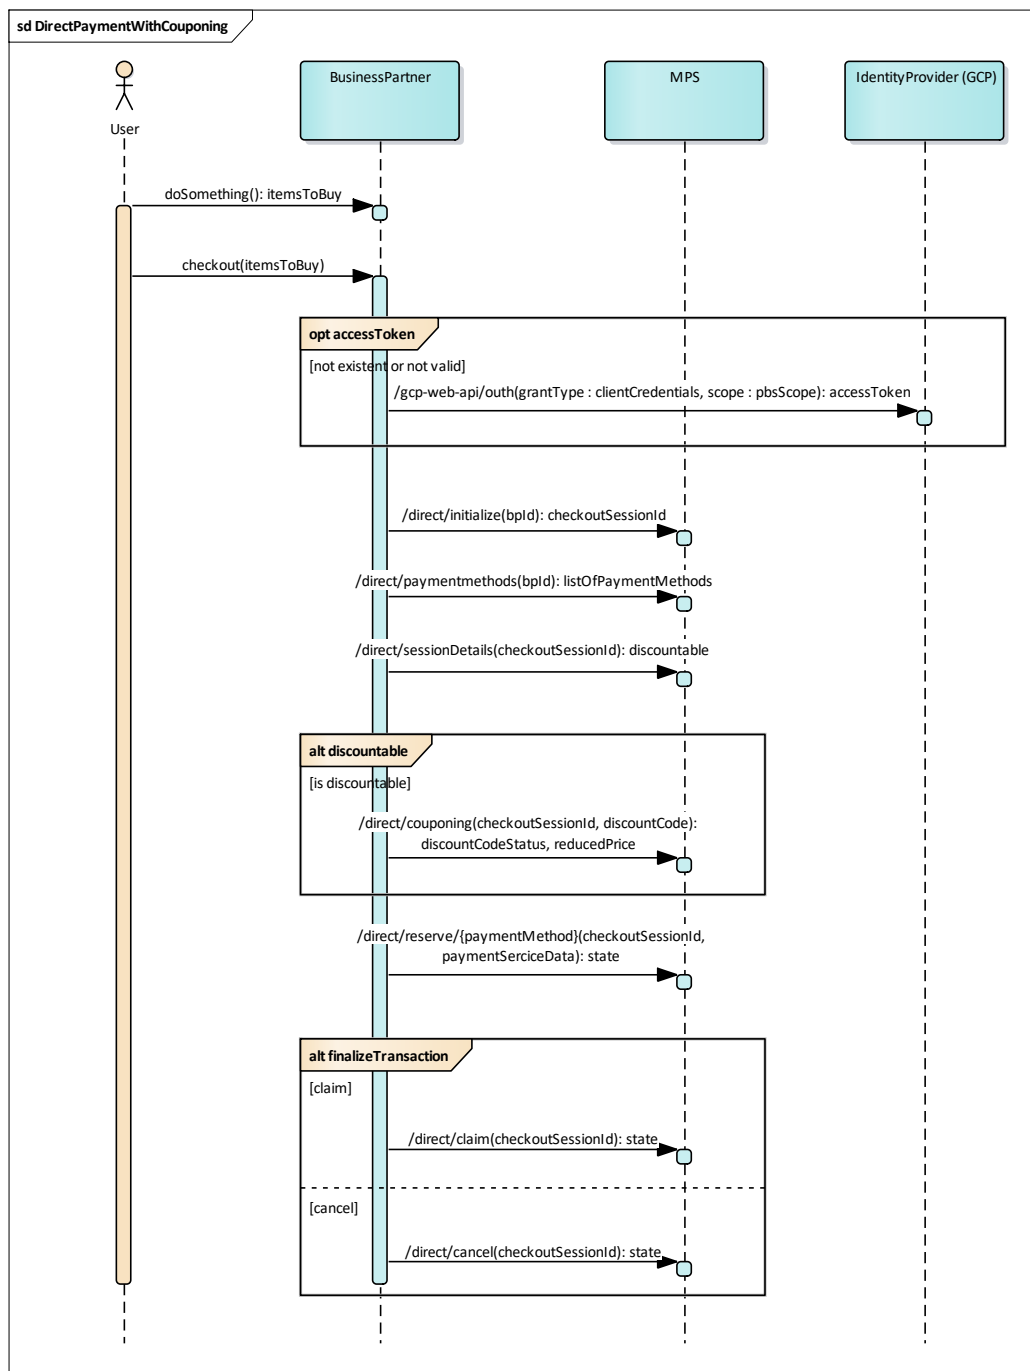 sd DirectPaymentWithCouponing
BusinessPartner
MPS
IdentityProvider (GCP)
User
doSomething(): itemsToBuy
checkout(itemsToBuy)
opt accessToken
[not existent or not valid]
/gcp-web-api/outh(grantType : clientCredentials, scope : pbsScope): accessToken
/direct/initialize(bpId): checkoutSessionId
/direct/paymentmethods(bpId): listOfPaymentMethods
/direct/sessionDetails(checkoutSessionId): discountable
alt discountable
[is discountable]
/direct/couponing(checkoutSessionId, discountCode):
discountCodeStatus, reducedPrice
/direct/reserve/{paymentMethod}(checkoutSessionId,
paymentSerciceData): state
alt finalizeTransaction
[claim]
/direct/claim(checkoutSessionId): state
[cancel]
/direct/cancel(checkoutSessionId): state